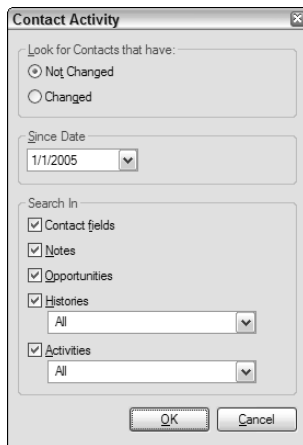 Contact Activity
Look for Contacts that have:
Not Changed
Changed
Since Date
1/1/2005
Search In
Contact fields
Notes
Opportunities
Histories
All
Activities
All
OK Cancel